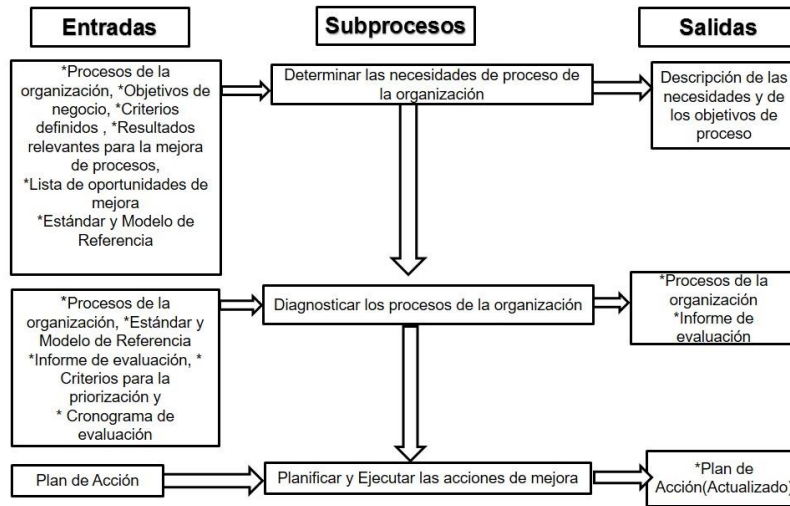 Entradas
Subprocesos
Salidas
*Procesos de la
organización, *Objetivos de
negocio, *Criterios
definidos , *Resultados
relevantes para la mejora
de procesos,
*Lista de oportunidades de
mejora
*Estándar y Modelo de
Referencia
Determinar las necesidades de proceso de
la organización
Descripción de las
necesidades y de
los objetivos de
proceso
*Procesos de la
organización, *Estándar y
Modelo de Referencia
*Informe de evaluación, *
Criterios para la
priorización y
* Cronograma de
evaluación
Diagnosticar los procesos de la organización
*Procesos de la
organización
*Informe de
evaluación
Plan de Acción
Planificar y Ejecutar las acciones de mejora
*Plan de
Acción(Actualizado)